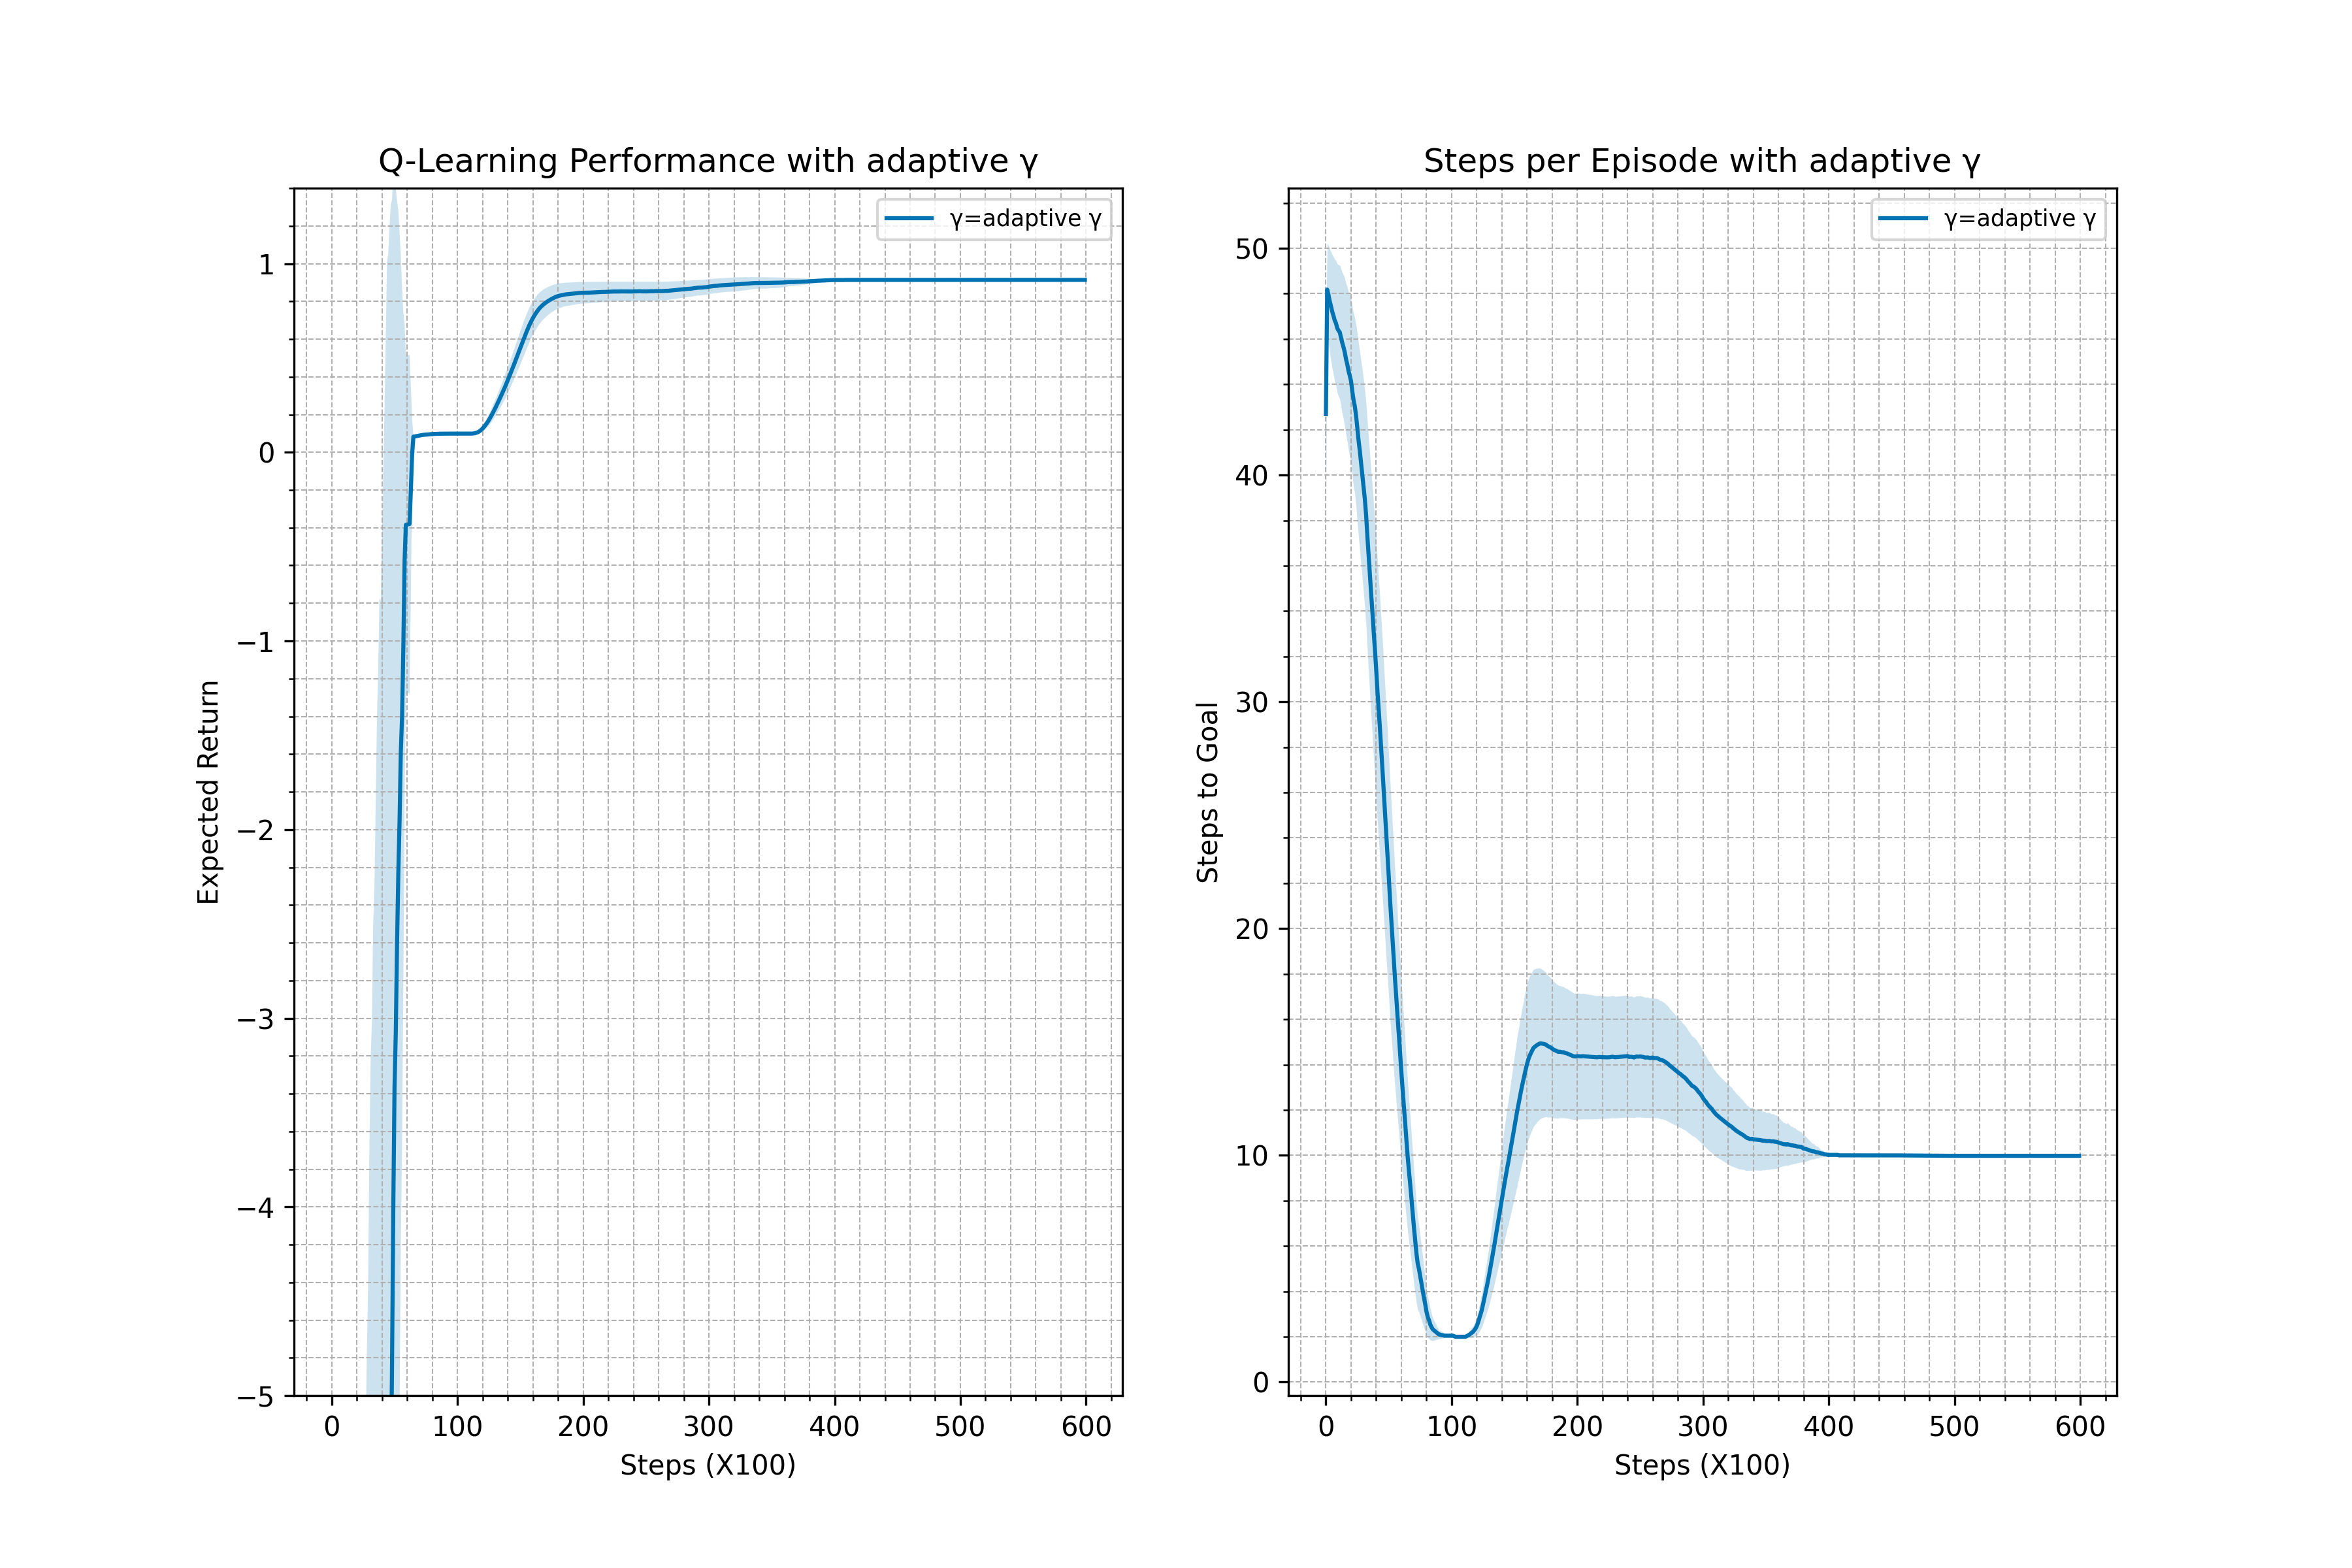 Q-Learning Performance with adaptive γ
γ=adaptive γ
1
0
−1
−2
−3
−4
−5
Expected Return
0 100 200 300 400 500 600
Steps (X100)
Steps per Episode with adaptive γ
γ=adaptive γ
50
40
30
20
10
0
Steps to Goal
0 100 200 300 400 500 600
Steps (X100)